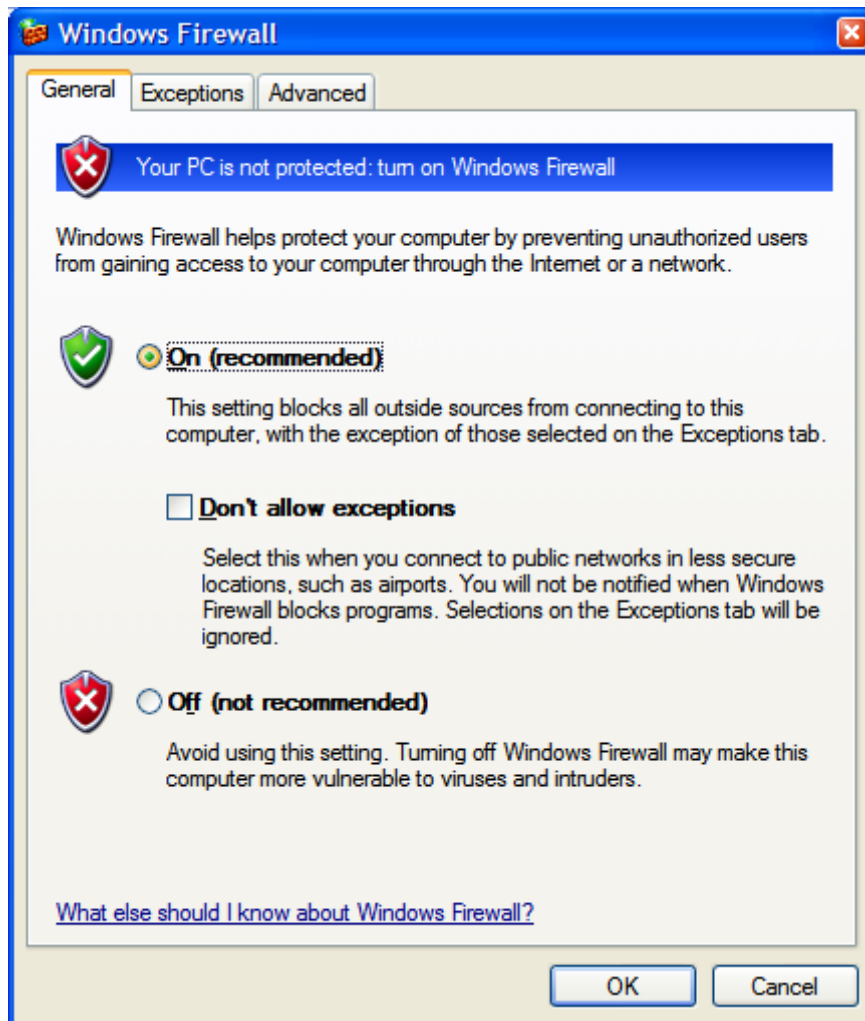 Windows Firewall
General Exceptions Advanced
Your PC is not protected: turn on Windows Firewall
Windows Firewall helps protect your computer by preventing unauthorized users
from gaining access to your computer through the Internet or a network.
On (recommended)
This setting blocks all outside sources from connecting to this
computer, with the exception of those selected on the Exceptions tab.
Don't allow exceptions
Select this when you connect to public networks in less secure
locations, such as airports. You will not be notified when Windows
Firewall blocks programs. Selections on the Exceptions tab will be
ignored.
Off (not recommended)
Avoid using this setting. Turning off Windows Firewall may make this
computer more vulnerable to viruses and intruders.
What else should I know about Windows Firewall?
OK Cancel